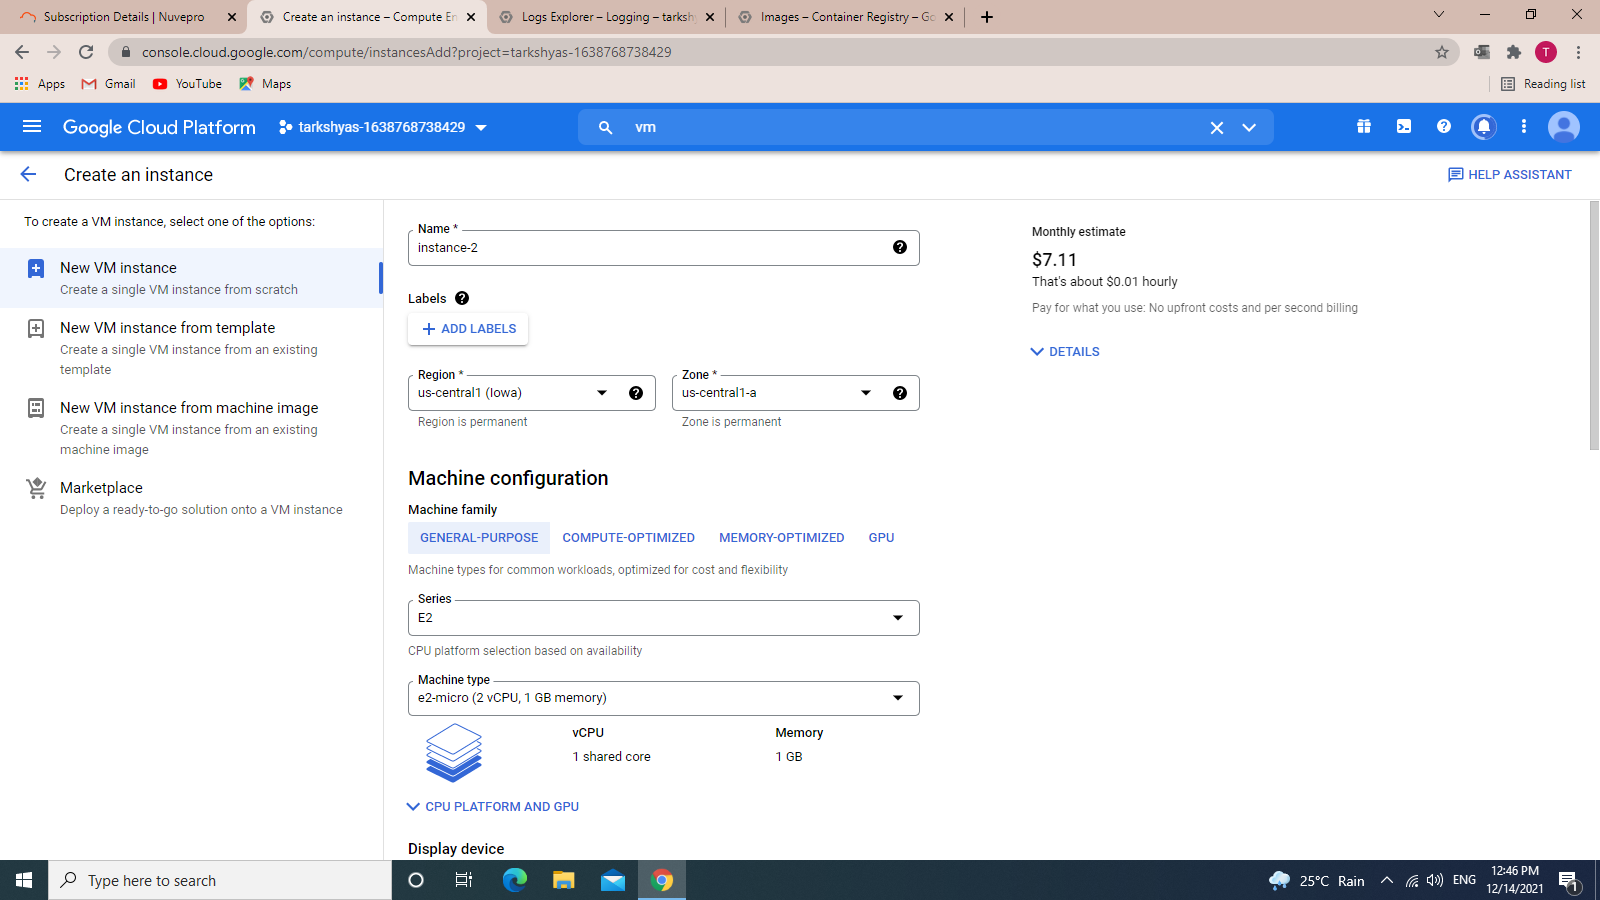 Subscription Details | Nuvepro
Create an instance – Compute En
Logs Explorer – Logging – tarksh
Images – Container Registry – Go
console.cloud.google.com/compute/instancesAdd?project=tarkshyas-1638768738429
T
Apps
Gmail
YouTube
Maps
Reading list
Google Cloud Platform
tarkshyas-1638768738429
vm
Create an instance
HELP ASSISTANT
To create a VM instance, select one of the options:
New VM instance
Create a single VM instance from scratch
New VM instance from template
Create a single VM instance from an existing
template
New VM instance from machine image
Create a single VM instance from an existing
machine image
Marketplace
Deploy a ready-to-go solution onto a VM instance
Name *
instance-2
Labels
ADD LABELS
Region *
us-central1 (Iowa)
Region is permanent
Zone *
us-central1-a
Zone is permanent
Machine configuration
Machine family
GENERAL-PURPOSE
COMPUTE-OPTIMIZED
MEMORY-OPTIMIZED
GPU
Machine types for common workloads, optimized for cost and flexibility
Series
E2
CPU platform selection based on availability
Machine type
e2-micro (2 vCPU, 1 GB memory)
vCPU
1 shared core
Memory
1 GB
CPU PLATFORM AND GPU
Display device
Monthly estimate
$7.11
That's about $0.01 hourly
Pay for what you use: No upfront costs and per second billing
DETAILS
Type here to search
25°C Rain
ENG
12:46 PM
12/14/2021
1